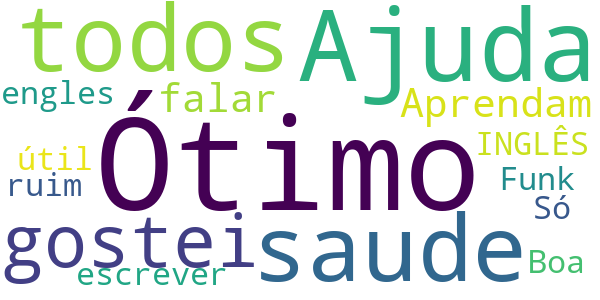 todos Ajuda
engles falar Aprendam
Ótimo INGLÊS
útil
ruim Funk
Só
gostei saude Boa
escrever